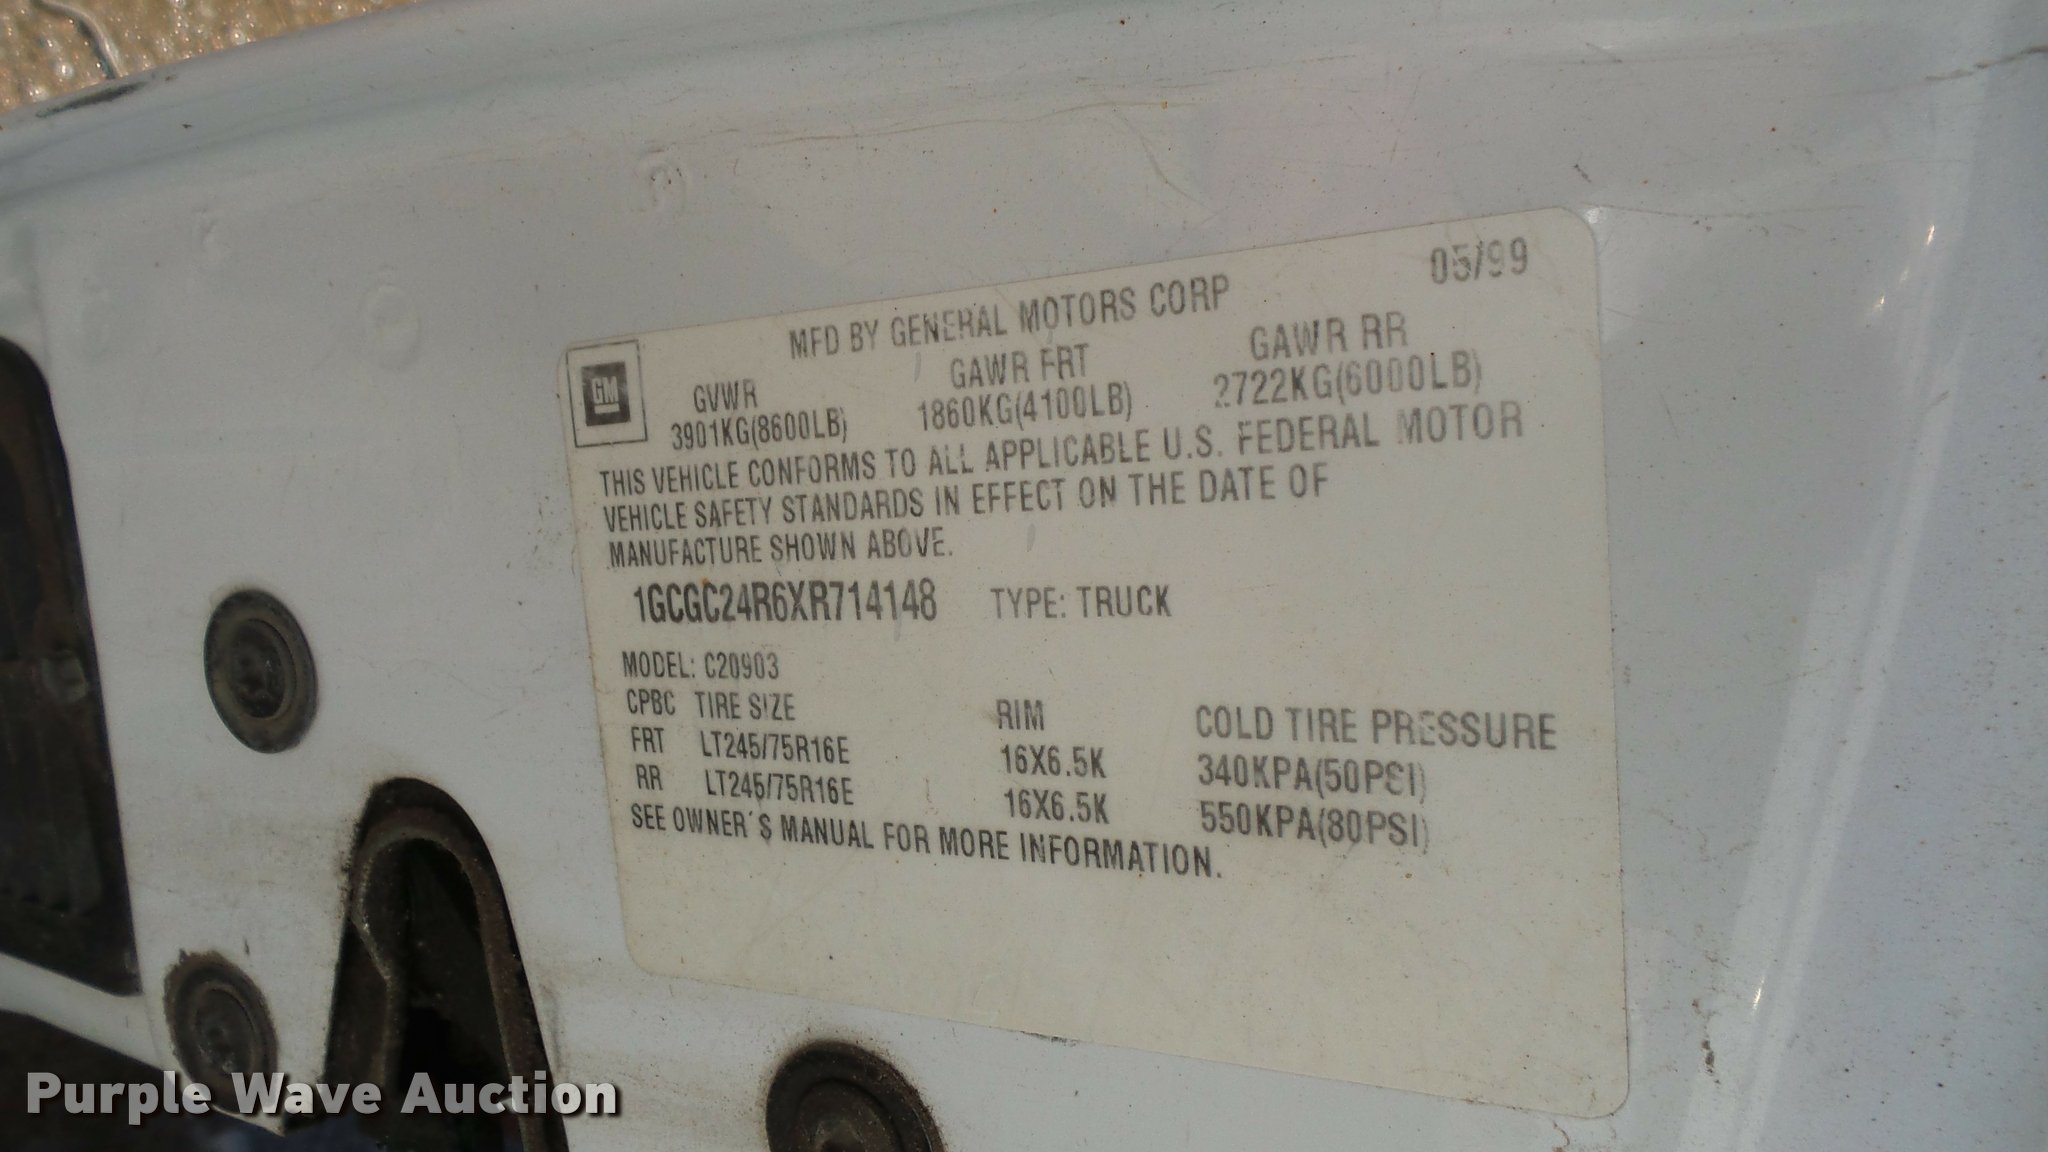 05/99
MFD BY GENERAL MOTORS CORP
GM
GVWR GAWR FRT GAWR RR
3901KG(8600LB) 1860KG(4100LB) 2722KG(6000LB)
THIS VEHICLE CONFORMS TO ALL APPLICABLE U.S. FEDERAL MOTOR
VEHICLE SAFETY STANDARDS IN EFFECT ON THE DATE OF
MANUFACTURE SHOWN ABOVE.
1GCGC24R6XR714148 TYPE: TRUCK
MODEL: C20903
CPBC TIRE SIZE RIM COLD TIRE PRESSURE
FRT LT245/75R16E 16X6.5K 340KPA(50PSI)
RR LT245/75R16E 16X6.5K 550KPA(80PSI)
SEE OWNER'S MANUAL FOR MORE INFORMATION.
Purple Wave Auction